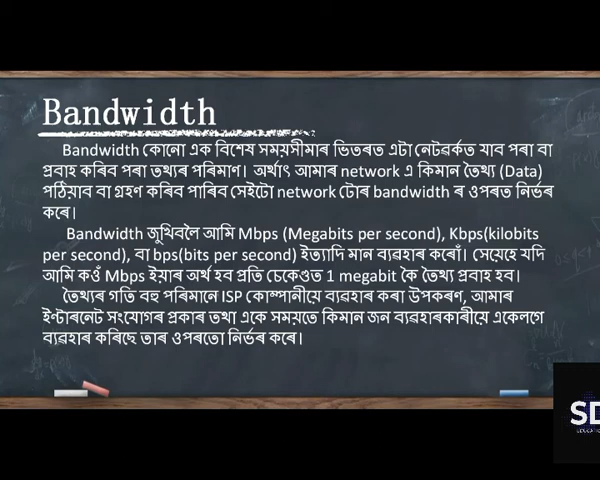 Bandwidth
Bandwidth কোনো এক বিশেষ সময়সীমাৰ ভিতৰত এটা নেটৱৰ্কত যাব পৰা বা
প্ৰবাহ কৰিব পৰা তথ্যৰ পৰিমাণ। অৰ্থাৎ আমাৰ network এ কিমান তৈথ্য (Data)
পঠিয়াব বা গ্ৰহণ কৰিব পাৰিব সেইটো network টোৰ bandwidth ৰ ওপৰত নিৰ্ভৰ
কৰে।
Bandwidth জুখিবলৈ আমি Mbps (Megabits per second), Kbps(kilobits
per second), বা bps(bits per second) ইত্যাদি মান ব্যৱহাৰ কৰোঁ। সেয়েহে যদি
আমি কওঁ Mbps ইয়াৰ অৰ্থ হব প্ৰতি চেকেণ্ডত 1 megabit কৈ তৈথ্য প্ৰবাহ হব।
তৈথ্যৰ গতি বহু পৰিমানে ISP কোম্পানীয়ে ব্যৱহাৰ কৰা উপকৰণ, আমাৰ
ইণ্টাৰনেট সংযোগৰ প্ৰকাৰ তথা একে সময়তে কিমান জন ব্যৱহাৰকাৰীয়ে একেলগে
ব্যৱহাৰ কৰিছে তাৰ ওপৰতো নিৰ্ভৰ কৰে।